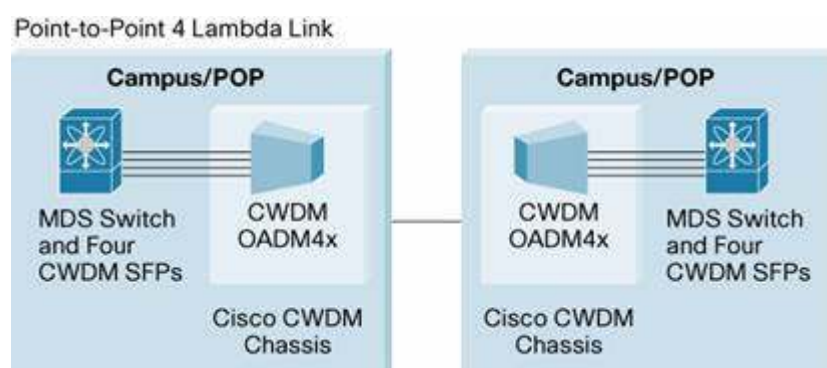 Point-to-Point 4 Lambda Link
Campus/POP
MDS Switch
and Four
CWDM SFPs
CWDM
OADM4x
Cisco CWDM
Chassis
Campus/POP
CWDM
OADM4x
MDS Switch
and Four
CWDM SFPs
Cisco CWDM
Chassis